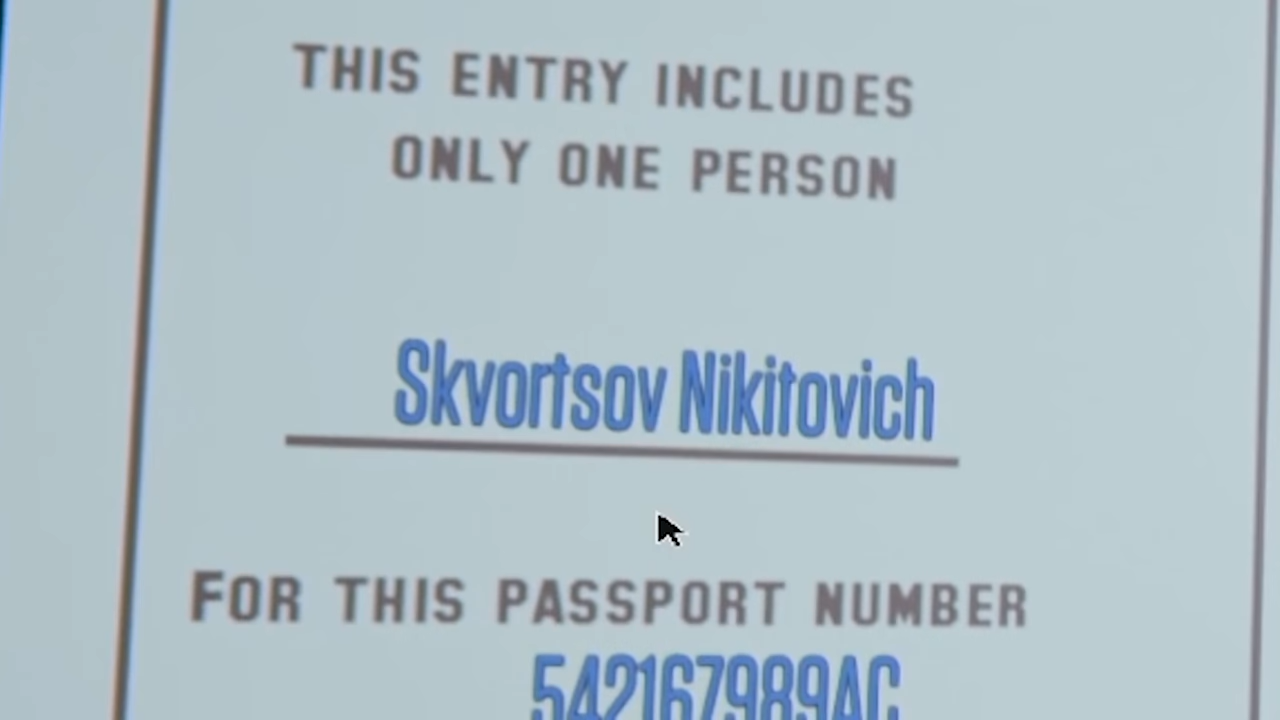 THIS ENTRY INCLUDES
ONLY ONE PERSON
Skvortsov Nikitovich
FOR THIS PASSPORT NUMBER
542167989AC